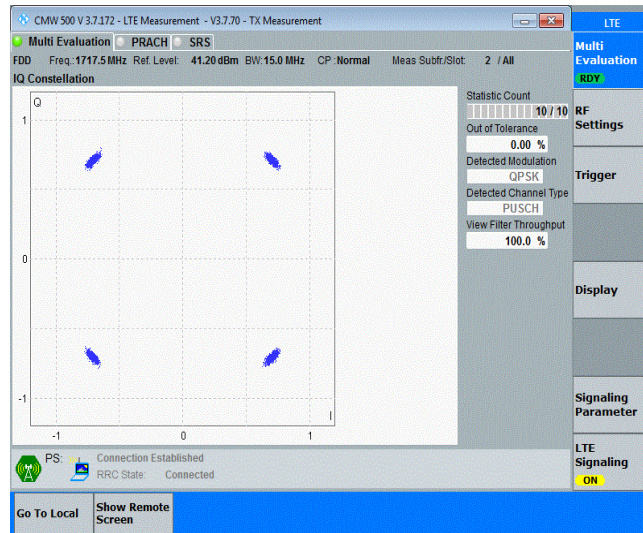 CMW 500 V 3.7.172 - LTE Measurement - V3.7.70 - TX Measurement
LTE
Multi Evaluation PRACH SRS
FDD Freq.: 1717.5 MHz Ref. Level: 41.20 dBm BW: 15.0 MHz CP : Normal Meas Subfr./Slot: 2 / All
IQ Constellation
Q
1
0
-1
-1 0 1
I
Statistic Count
10 / 10
Out of Tolerance
0.00 %
Detected Modulation
QPSK
Detected Channel Type
PUSCH
View Filter Throughput
100.0 %
PS: Connection Established
RRC State: Connected
Multi
Evaluation
RDY
RF
Settings
Trigger
Display
Signaling
Parameter
LTE
Signaling
ON
Go To Local
Show Remote
Screen